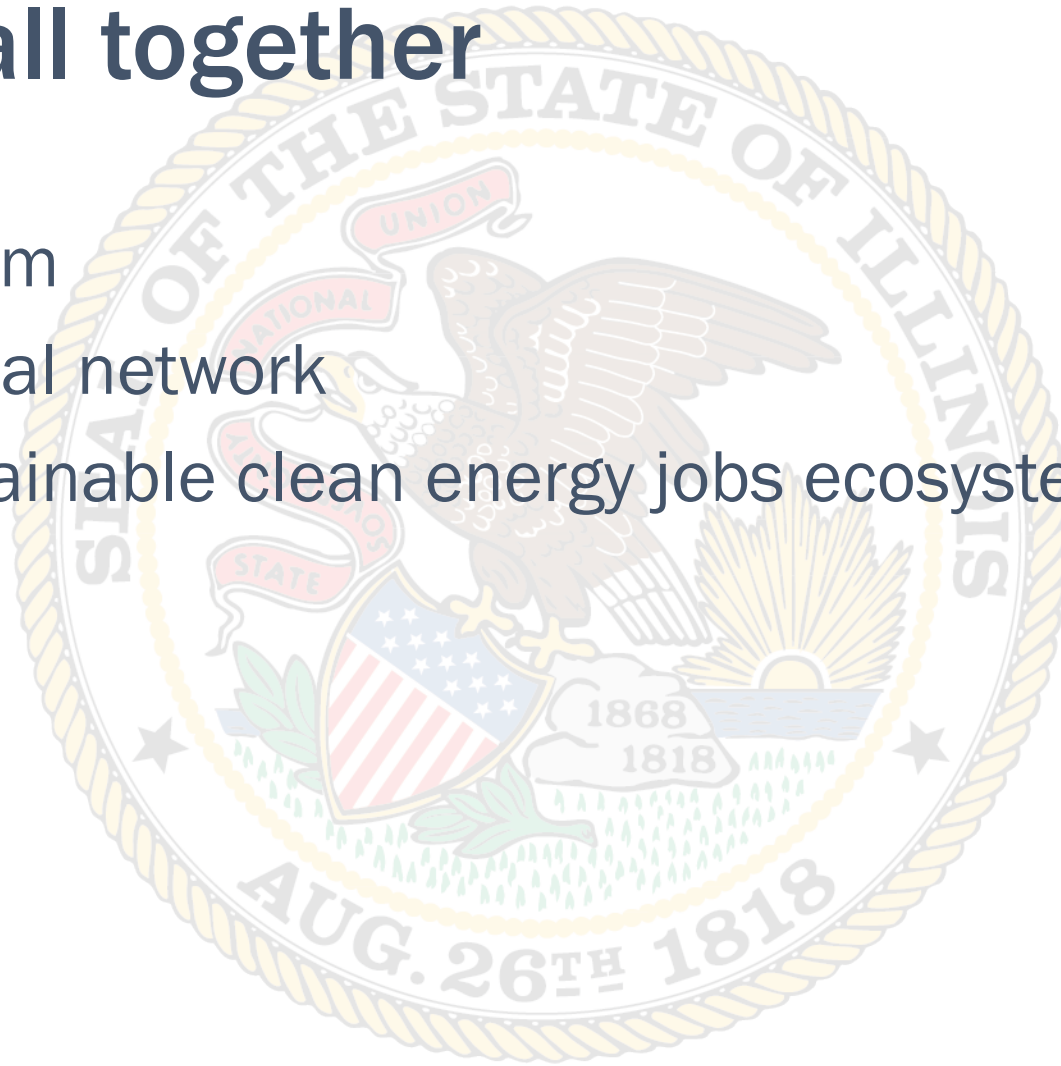 all together
m
al network
ainable clean energy jobs ecosyste
SEAL OF THE STATE OF ILLINOIS
AUG. 26TH 1818
STATE
SOVEREIGNTY
NATIONAL
UNION
1868
1818